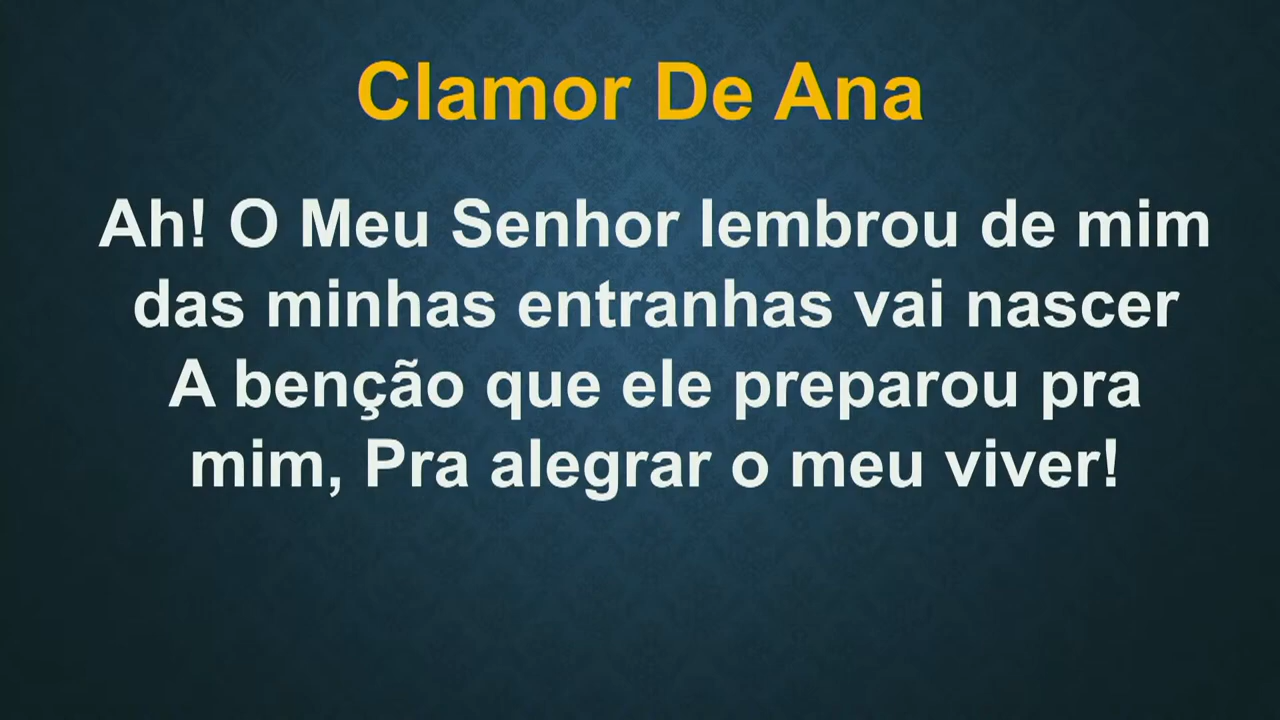 Clamor De Ana
Ah! O Meu Senhor lembrou de mim
das minhas entranhas vai nascer
A benção que ele preparou pra
mim, Pra alegrar o meu viver!